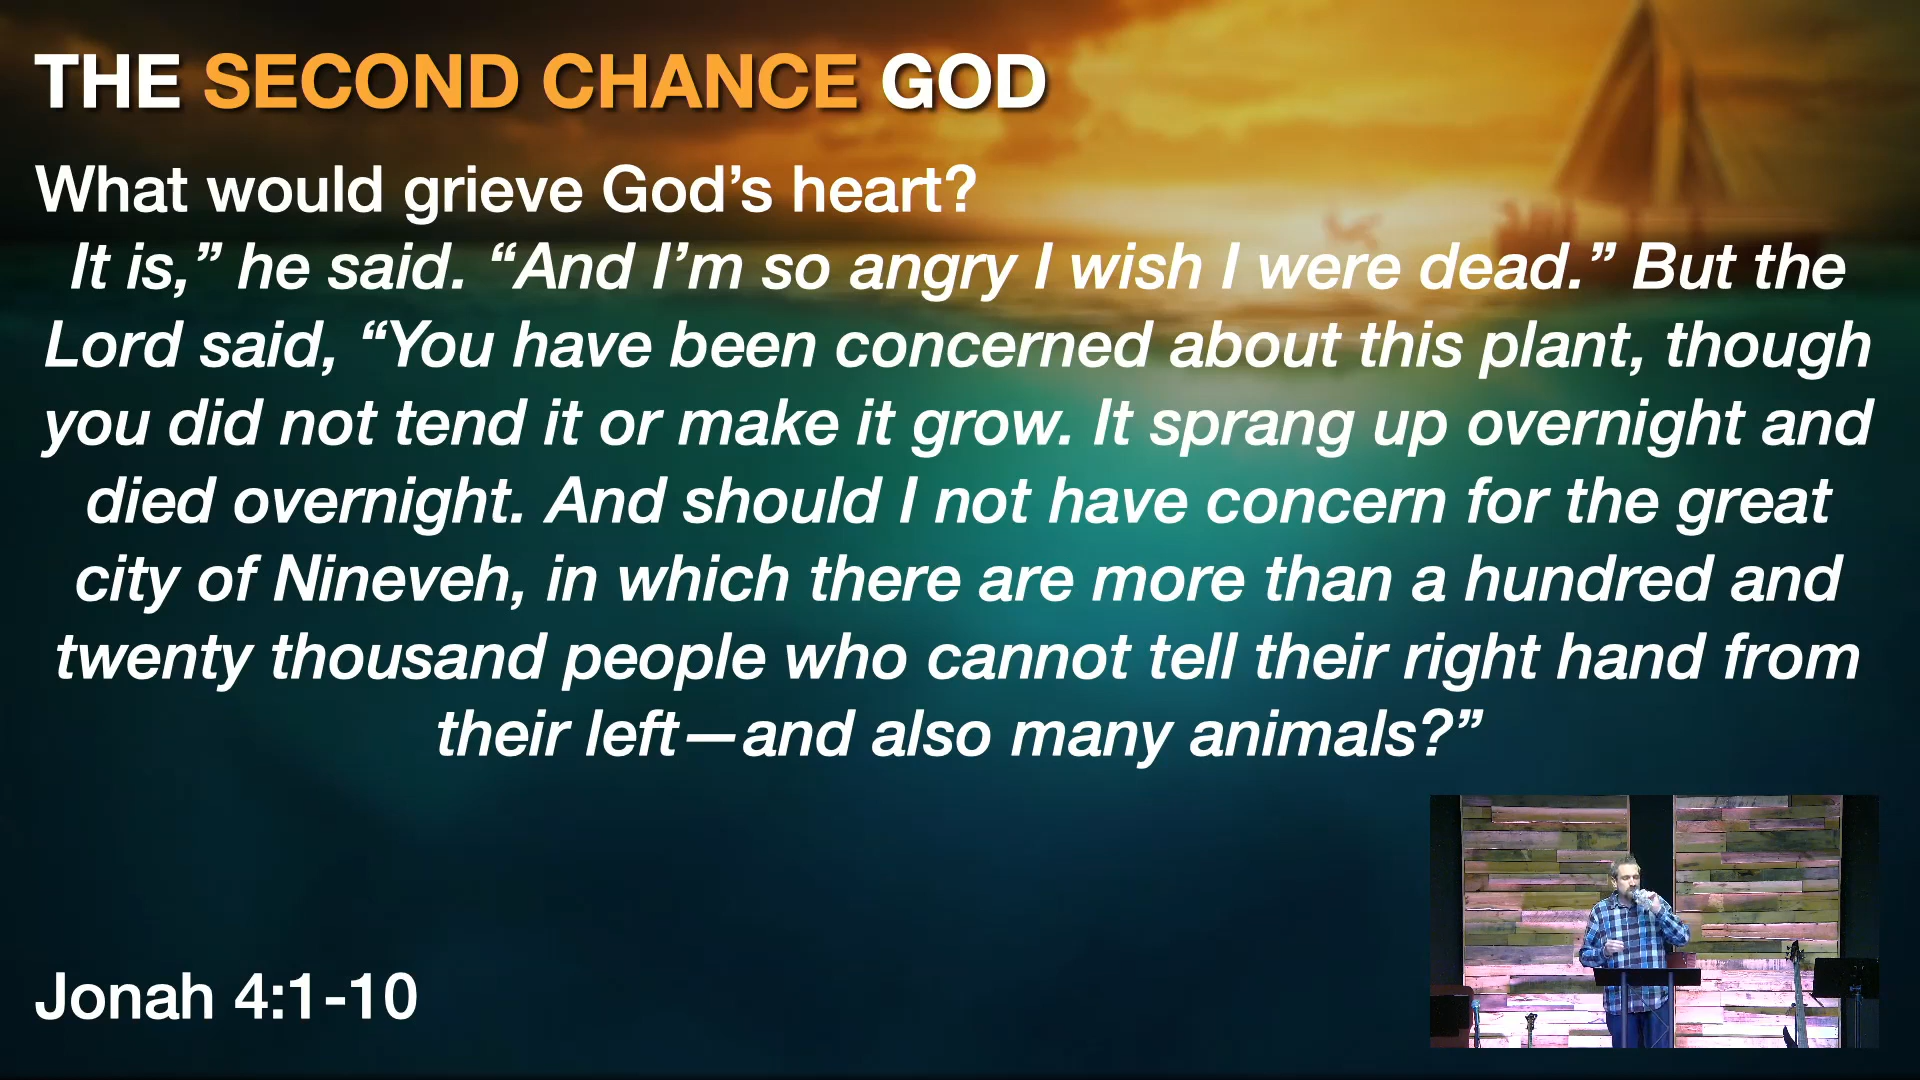 THE SECOND CHANCE GOD
What would grieve God’s heart?
It is,” he said. “And I’m so angry I wish I were dead.” But the
Lord said, “You have been concerned about this plant, though
you did not tend it or make it grow. It sprang up overnight and
died overnight. And should I not have concern for the great
city of Nineveh, in which there are more than a hundred and
twenty thousand people who cannot tell their right hand from
their left—and also many animals?”
Jonah 4:1-10